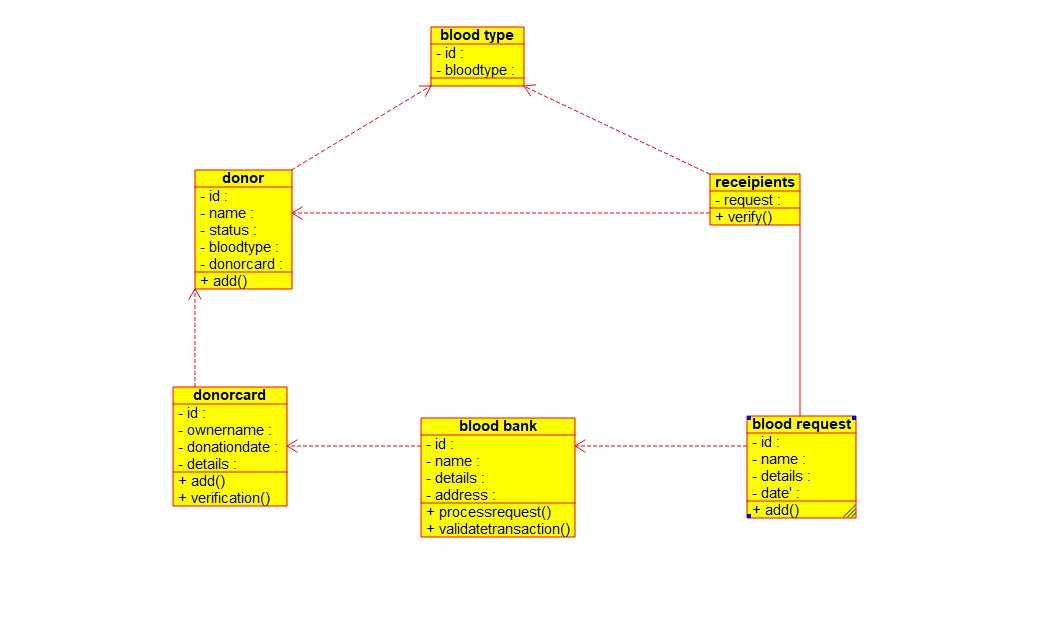 blood type
- id :
- bloodtype :
donor
- id :
- name :
- status :
- bloodtype :
- donorcard :
+ add()
receipients
- request :
+ verify()
donorcard
- id :
- ownername :
- donationdate :
- details :
+ add()
+ verification()
blood bank
- id :
- name :
- details :
- address :
+ processrequest()
+ validatetransaction()
blood request
- id :
- name :
- details :
- date' :
+ add()